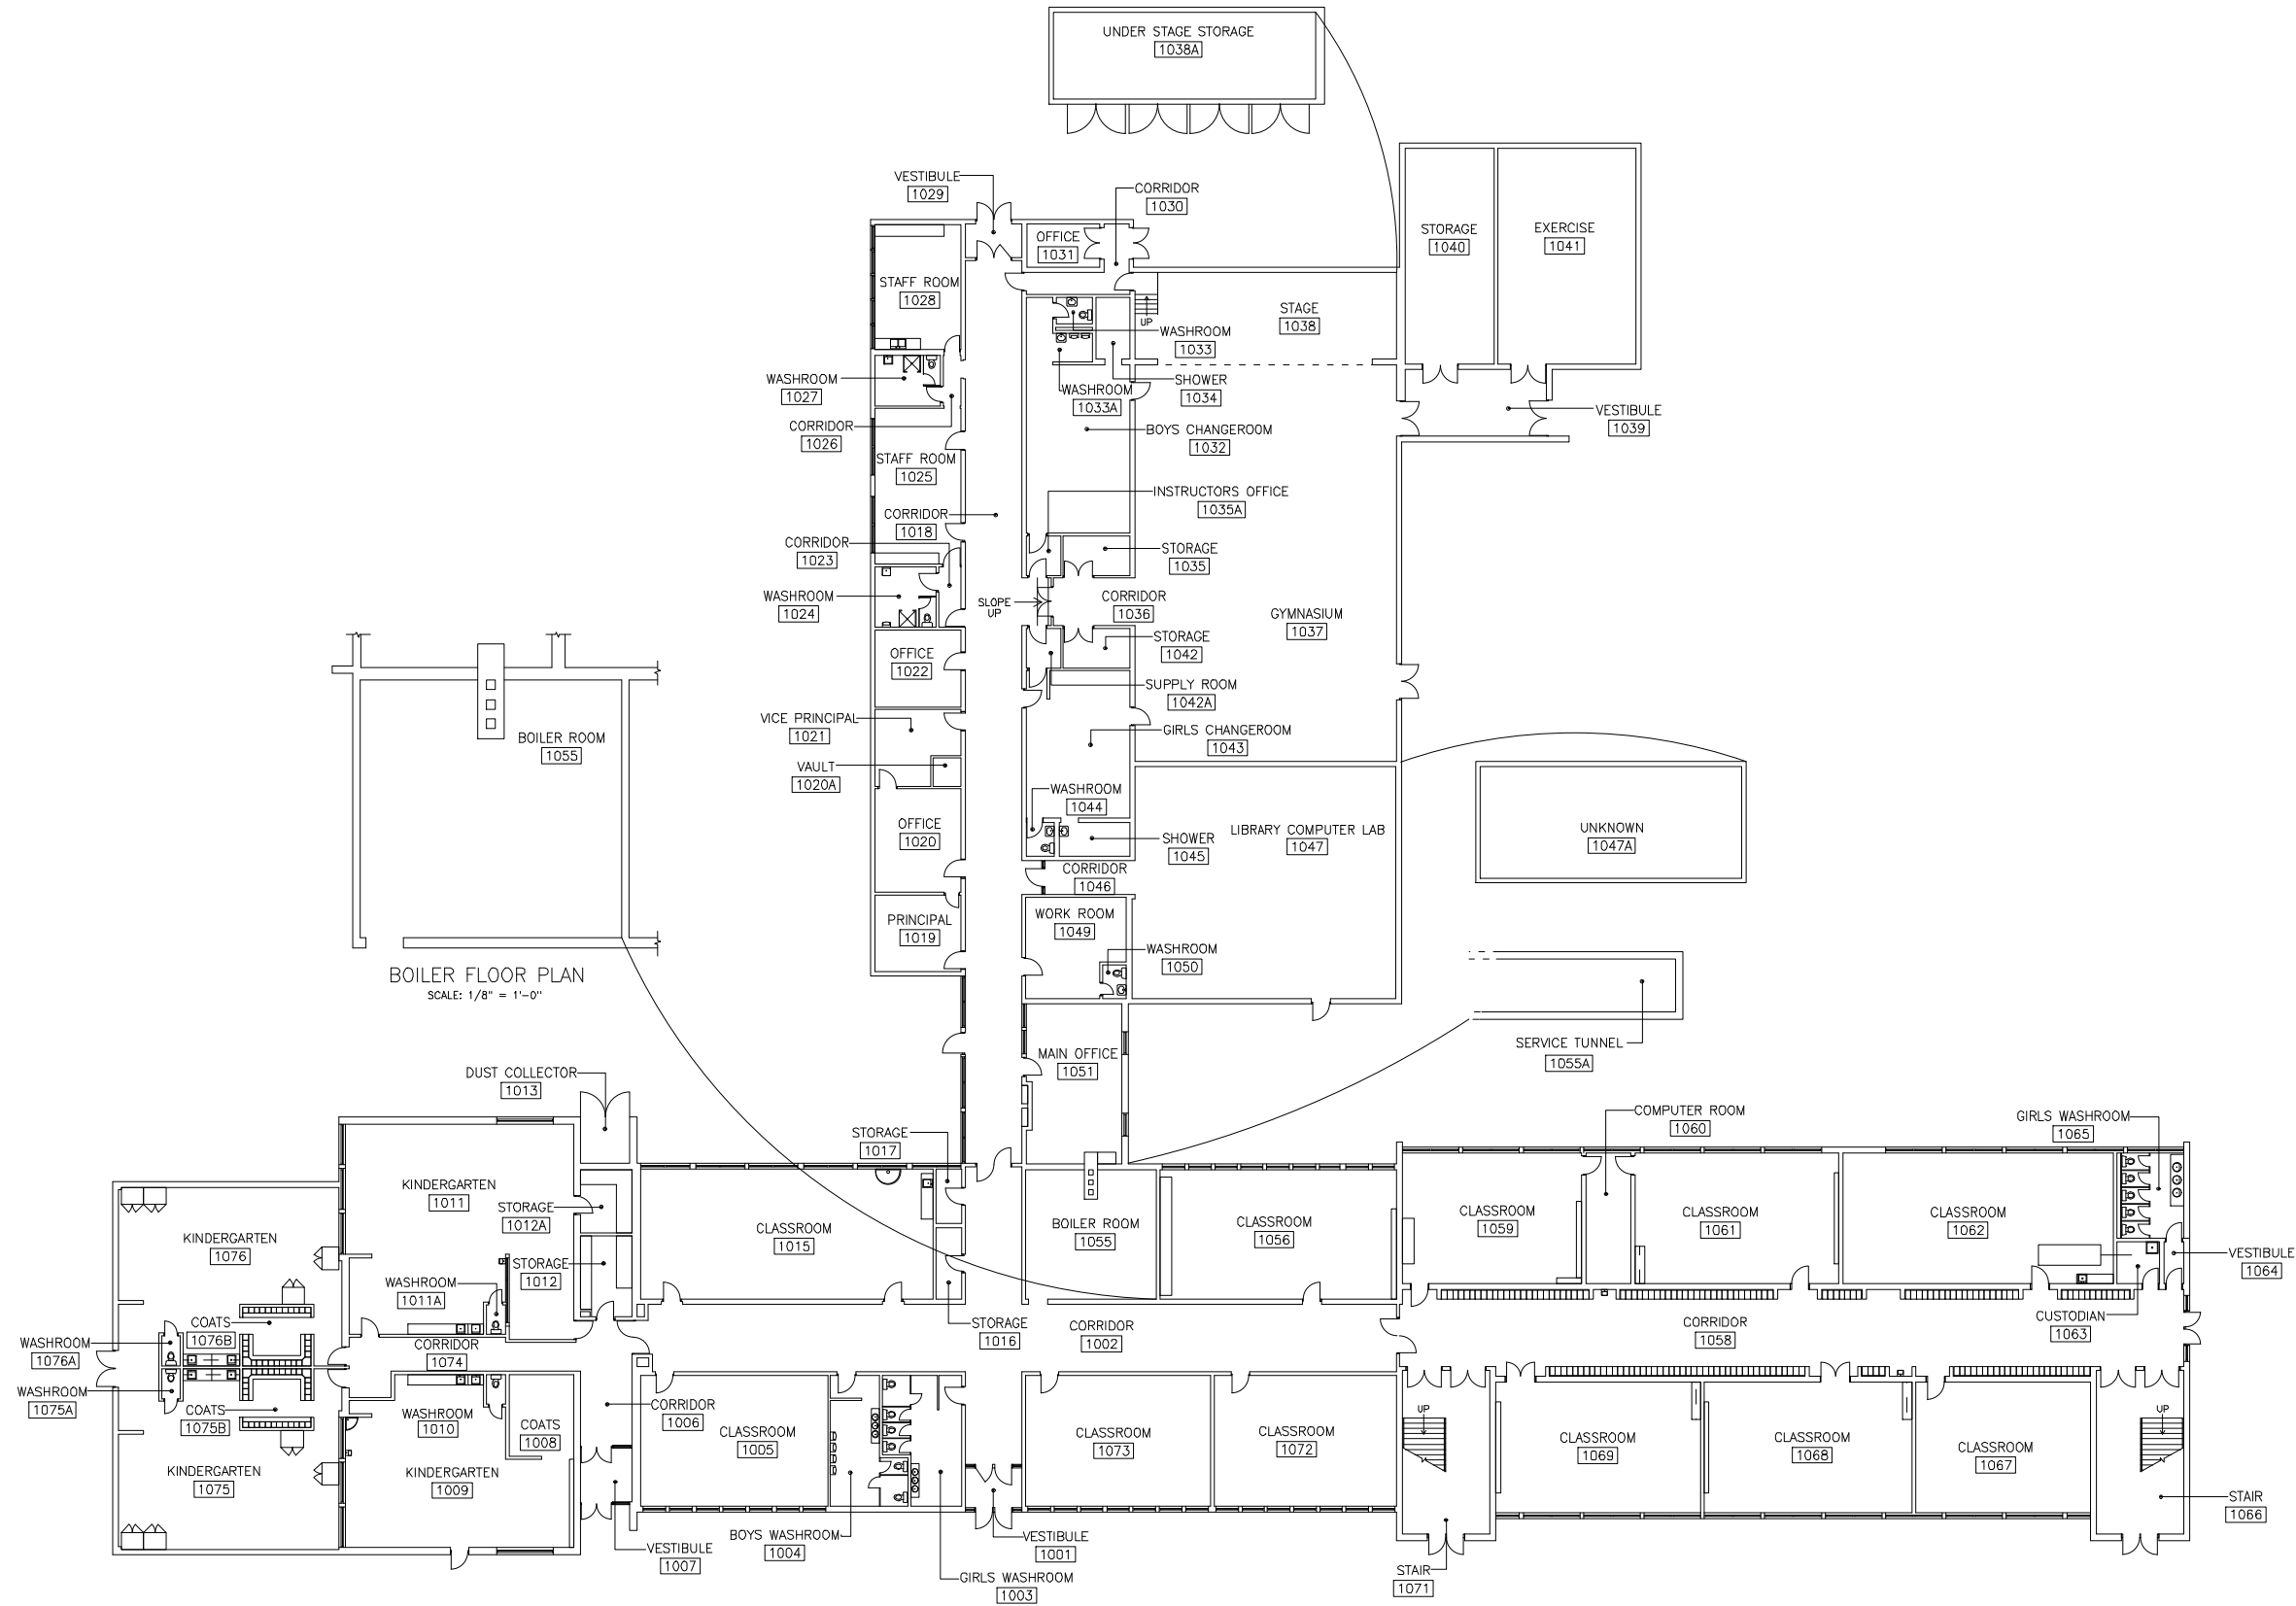 UNDER STAGE STORAGE
1038A
VESTIBULE
1029
CORRIDOR
1030
OFFICE
1031
STORAGE
1040
EXERCISE
1041
STAFF ROOM
1028
STAGE
1038
UP
WASHROOM
1033
WASHROOM
1027
SHOWER
1034
WASHROOM
1033A
VESTIBULE
1039
CORRIDOR
1026
BOYS CHANGEROOM
1032
STAFF ROOM
1025
INSTRUCTORS OFFICE
1035A
CORRIDOR
1018
CORRIDOR
1023
STORAGE
1035
WASHROOM
1024
SLOPE
UP
CORRIDOR
1036
GYMNASIUM
1037
STORAGE
1042
OFFICE
1022
SUPPLY ROOM
1042A
VICE PRINCIPAL
1021
GIRLS CHANGEROOM
1043
BOILER ROOM
1055
VAULT
1020A
WASHROOM
1044
OFFICE
1020
SHOWER
1045
LIBRARY COMPUTER LAB
1047
UNKNOWN
1047A
CORRIDOR
1046
PRINCIPAL
1019
WORK ROOM
1049
WASHROOM
1050
BOILER FLOOR PLAN
SCALE: 1/8" = 1'-0"
SERVICE TUNNEL
1055A
MAIN OFFICE
1051
DUST COLLECTOR
1013
STORAGE
1017
COMPUTER ROOM
1060
GIRLS WASHROOM
1065
KINDERGARTEN
1011
STORAGE
1012A
CLASSROOM
1015
BOILER ROOM
1055
CLASSROOM
1056
CLASSROOM
1059
CLASSROOM
1061
CLASSROOM
1062
KINDERGARTEN
1076
STORAGE
1012
VESTIBULE
1064
WASHROOM
1011A
COATS
1076B
STORAGE
1016
CORRIDOR
1002
CORRIDOR
1058
CUSTODIAN
1063
WASHROOM
1076A
CORRIDOR
1074
WASHROOM
1075A
COATS
1075B
WASHROOM
1010
COATS
1008
CORRIDOR
1006
CLASSROOM
1005
CLASSROOM
1073
CLASSROOM
1072
UP
CLASSROOM
1069
CLASSROOM
1068
CLASSROOM
1067
UP
KINDERGARTEN
1075
KINDERGARTEN
1009
STAIR
1066
BOYS WASHROOM
1004
VESTIBULE
1001
VESTIBULE
1007
GIRLS WASHROOM
1003
STAIR
1071